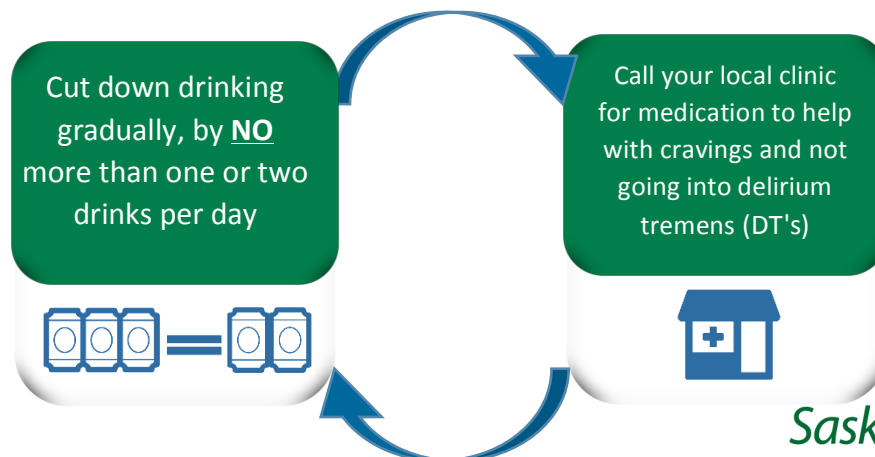 Cut down drinking
gradually, by NO
more than one or two
drinks per day
Call your local clinic
for medication to help
with cravings and not
going into delirium
tremens (DT's)
Sask